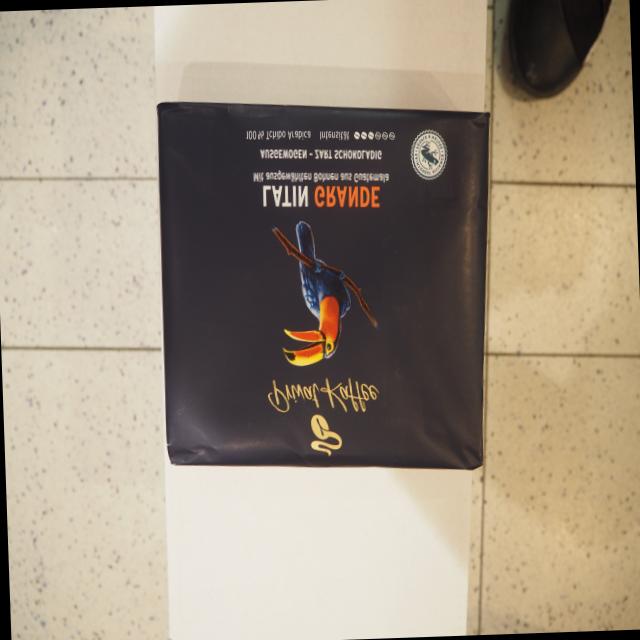 Privat Kaffee
LATIN GRANDE
Mit ausgewählten Bohnen aus Guatemala
AUSGEWOGEN – ZART SCHOKOLADIG
100 % Tchibo Arabica Intensität